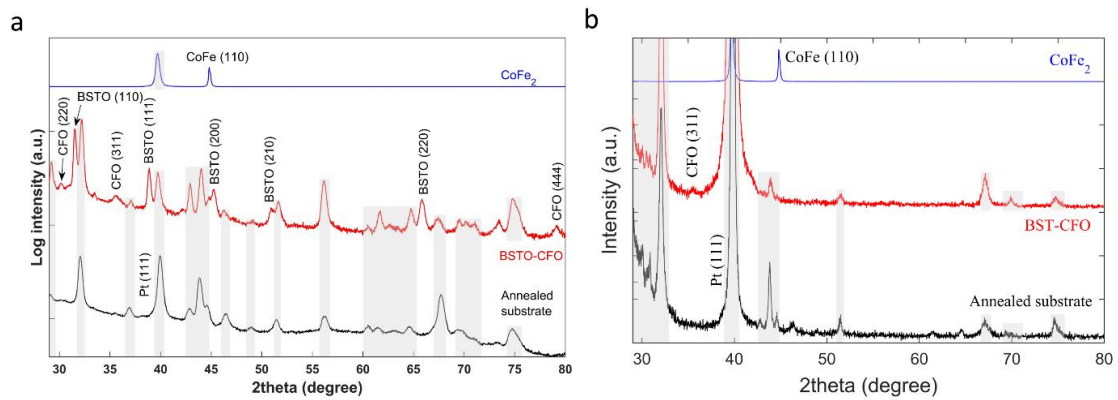 a
CoFe (110)
CoFe2
CFO (220)
BSTO (110)
CFO (311)
BSTO (111)
BSTO (200)
BSTO (210)
BSTO (220)
CFO (444)
BSTO-CFO
Pt (111)
Annealed
substrate
Log intensity (a.u.)
30 35 40 45 50 55 60 65 70 75 80
2theta (degree)
b
CoFe (110)
CoFe2
CFO (311)
BST-CFO
Pt (111)
Annealed substrate
Intensity (a.u.)
30 40 50 60 70 80
2theta (degree)